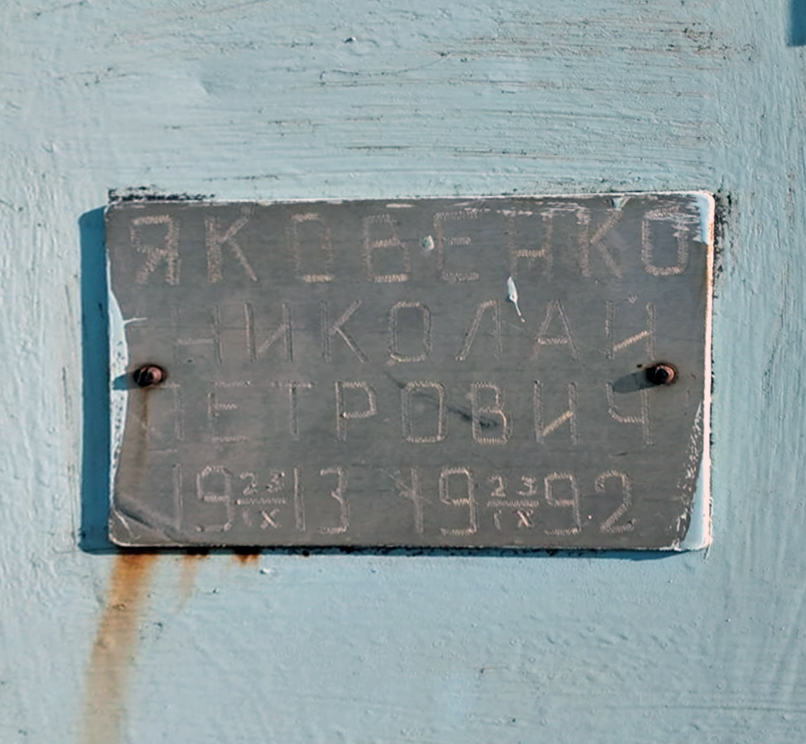 ЯКОВЕНКО
НИКОЛАЙ
ПЕТРОВИЧ
19 23/IX 13 19 23/IX 92